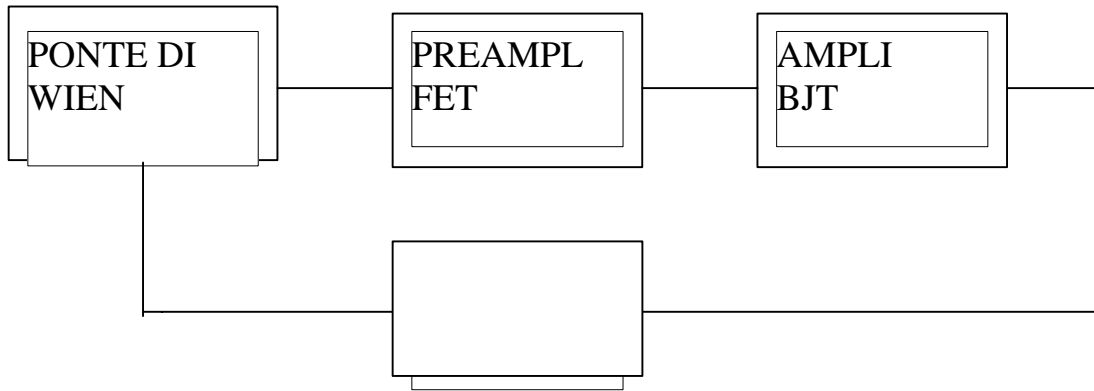 PONTE DI
WIEN
PREAMPL
FET
AMPLI
BJT